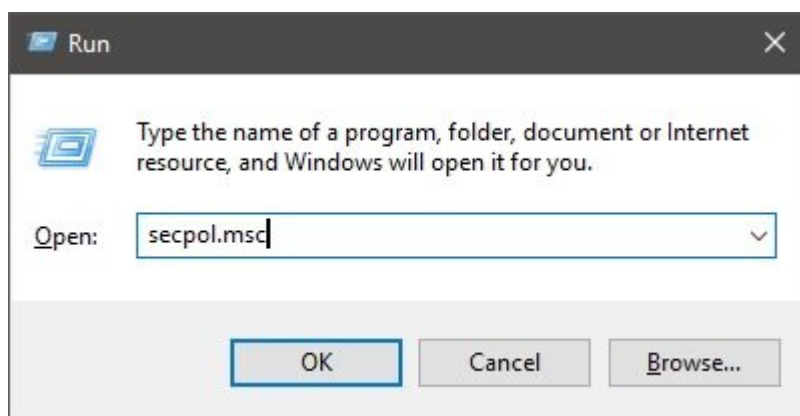 Run
Type the name of a program, folder, document or Internet
resource, and Windows will open it for you.
Open: secpol.msc
OK Cancel Browse...